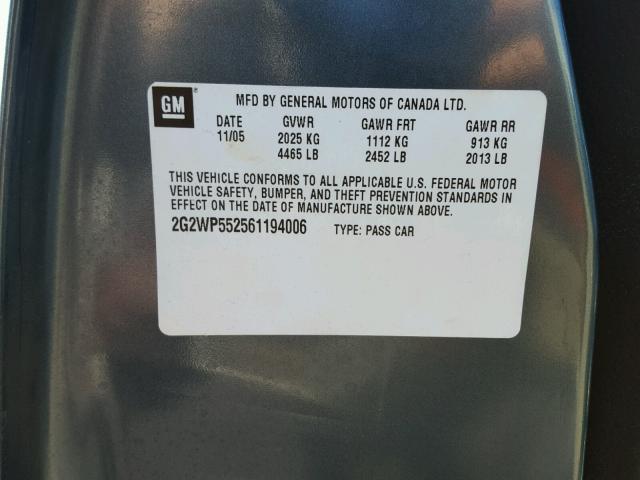 GM
MFD BY GENERAL MOTORS OF CANADA LTD.
DATE GVWR GAWR FRT GAWR RR
11/05 2025 KG 1112 KG 913 KG
4465 LB 2452 LB 2013 LB
THIS VEHICLE CONFORMS TO ALL APPLICABLE U.S. FEDERAL MOTOR
VEHICLE SAFETY, BUMPER, AND THEFT PREVENTION STANDARDS IN
EFFECT ON THE DATE OF MANUFACTURE SHOWN ABOVE.
2G2WP552561194006 TYPE: PASS CAR